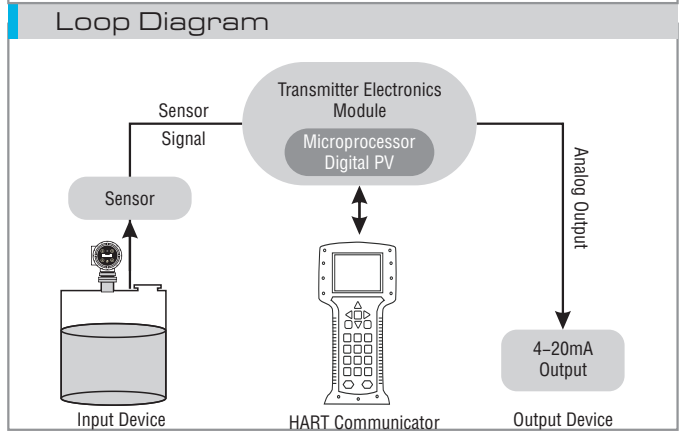 Loop Diagram
Transmitter Electronics
Module
Microprocessor
Digital PV
Sensor
Signal
Sensor
Analog Output
4–20mA
Output
Input Device
HART Communicator
Output Device